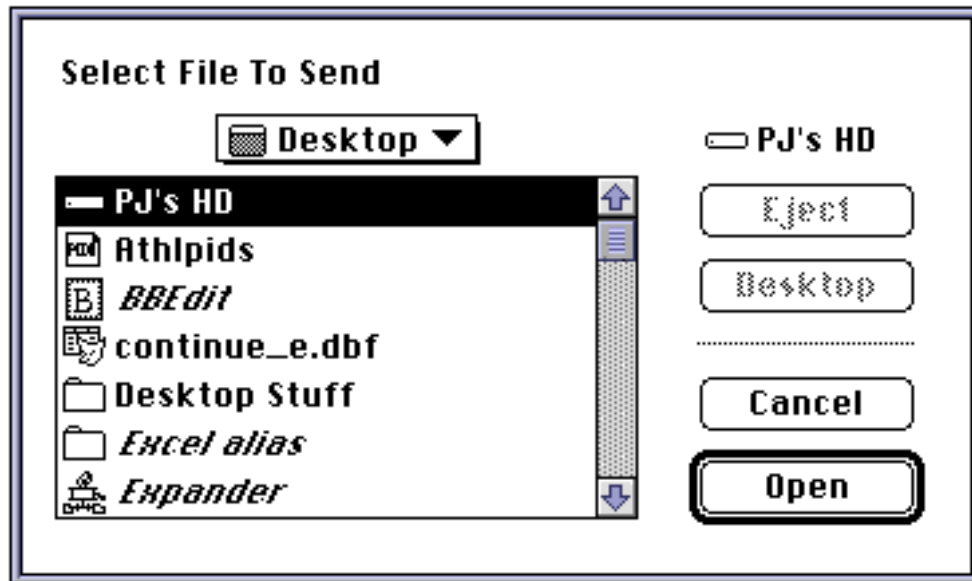 Select File To Send
Desktop
PJ's HD
PJ's HD
Athlpids
BBEdit
continue_e.dbf
Desktop Stuff
Excel alias
Expander
Eject
Desktop
Cancel
Open